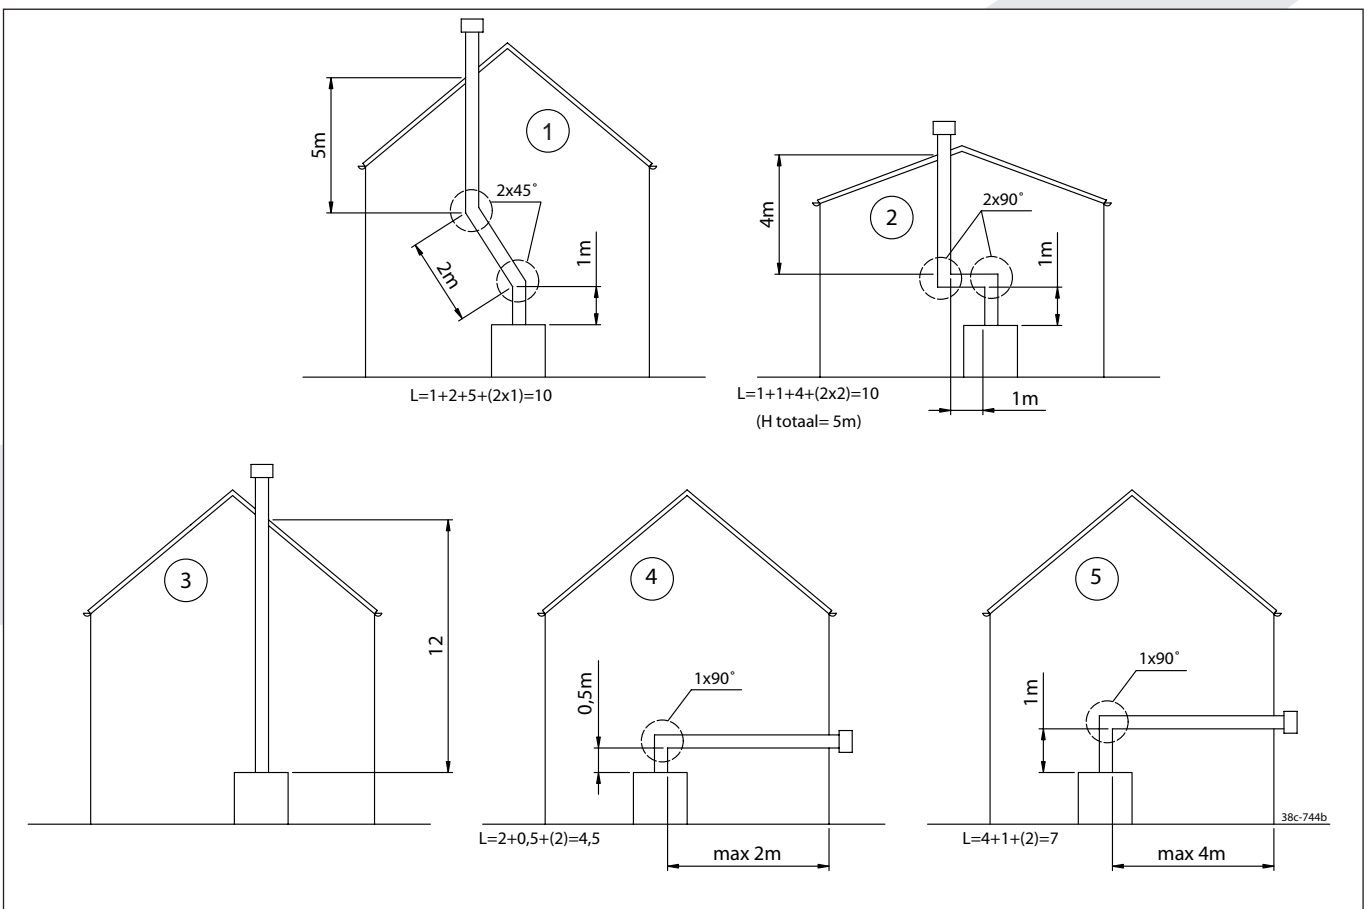 1
5m
2x45°
2m
1m
L=1+2+5+(2x1)=10
2
4m
2x90°
1m
L=1+1+4+(2x2)=10
1m
(H totaal= 5m)
3
12
4
0,5m
1x90°
L=2+0,5+(2)=4,5
max 2m
5
1m
1x90°
38c-744b
L=4+1+(2)=7
max 4m